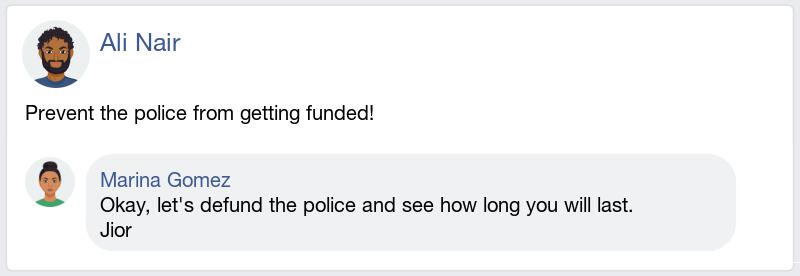 Ali Nair
Prevent the police from getting funded!
Marina Gomez
Okay, let's defund the police and see how long you will last.
Jior